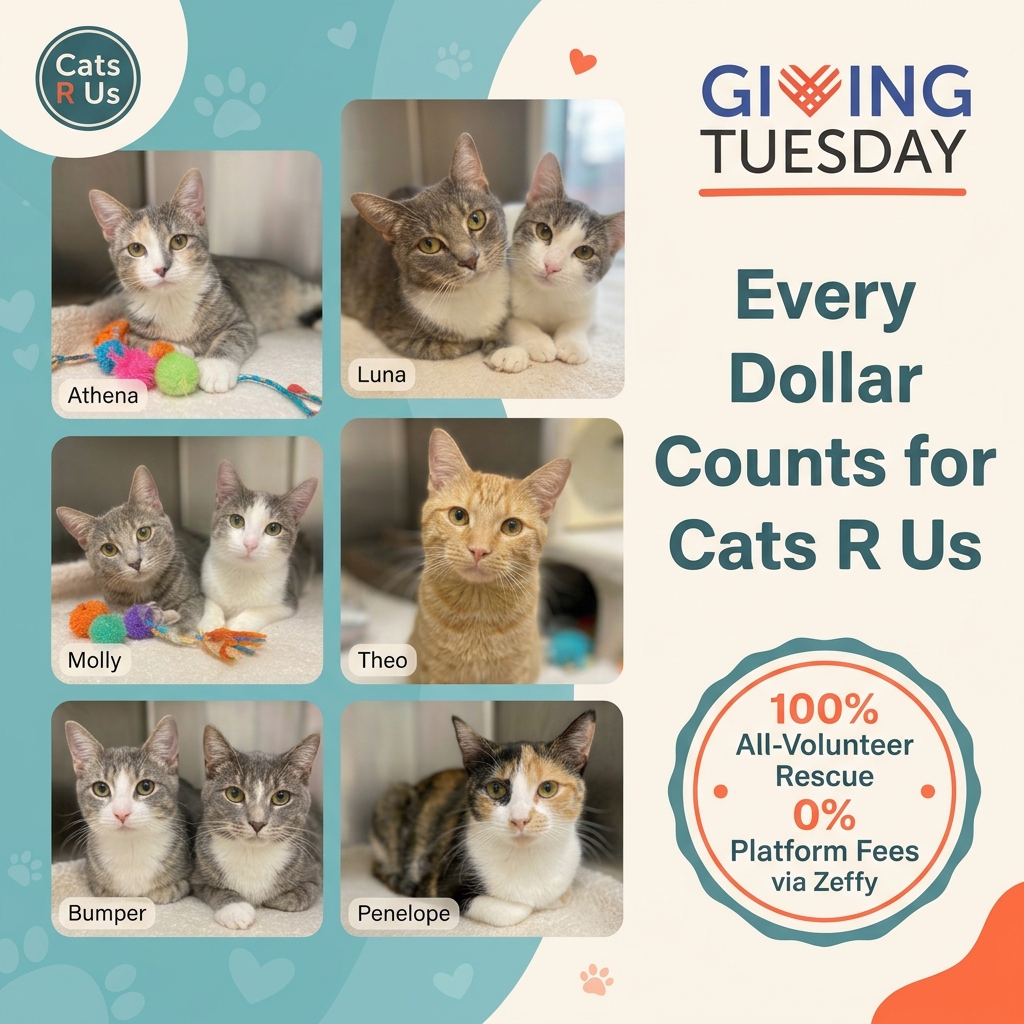 Cats
R Us
GIVING
TUESDAY
Athena
Luna
Molly
Theo
Bumper
Penelope
Every
Dollar
Counts for
Cats R Us
100%
All-Volunteer
Rescue
0%
Platform Fees
via Zeffy